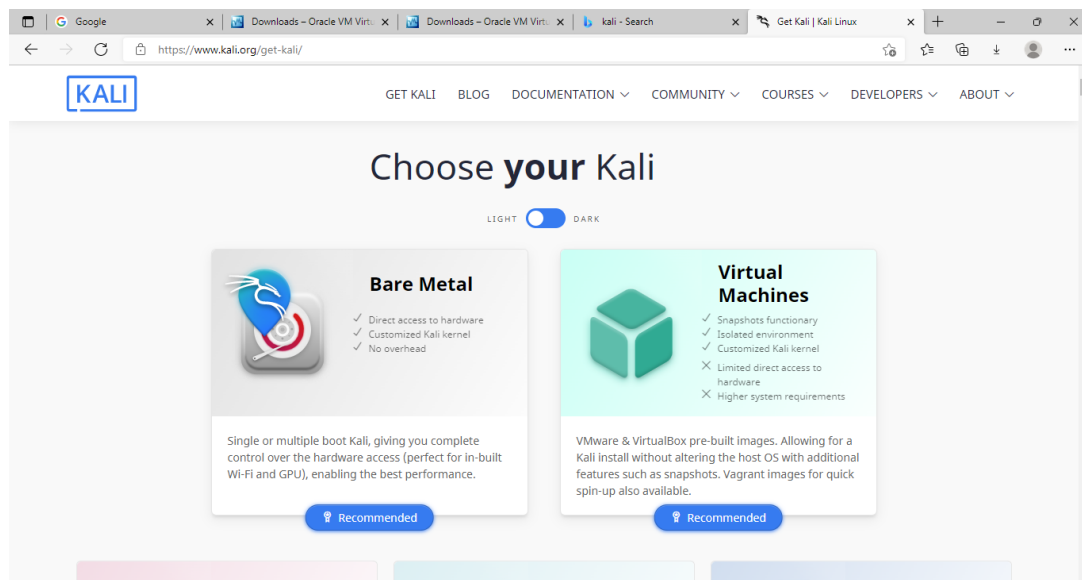 Google
Downloads – Oracle VM Virtu
Downloads – Oracle VM Virtu
kali - Search
Get Kali | Kali Linux
https://www.kali.org/get-kali/
KALI
GET KALI
BLOG
DOCUMENTATION
COMMUNITY
COURSES
DEVELOPERS
ABOUT
Choose your Kali
LIGHT
DARK
Bare Metal
Direct access to hardware
Customized Kali kernel
No overhead
Single or multiple boot Kali, giving you complete
control over the hardware access (perfect for in-built
Wi-Fi and GPU), enabling the best performance.
Recommended
Virtual
Machines
Snapshots functionary
Isolated environment
Customized Kali kernel
Limited direct access to
hardware
Higher system requirements
VMware & VirtualBox pre-built images. Allowing for a
Kali install without altering the host OS with additional
features such as snapshots. Vagrant images for quick
spin-up also available.
Recommended